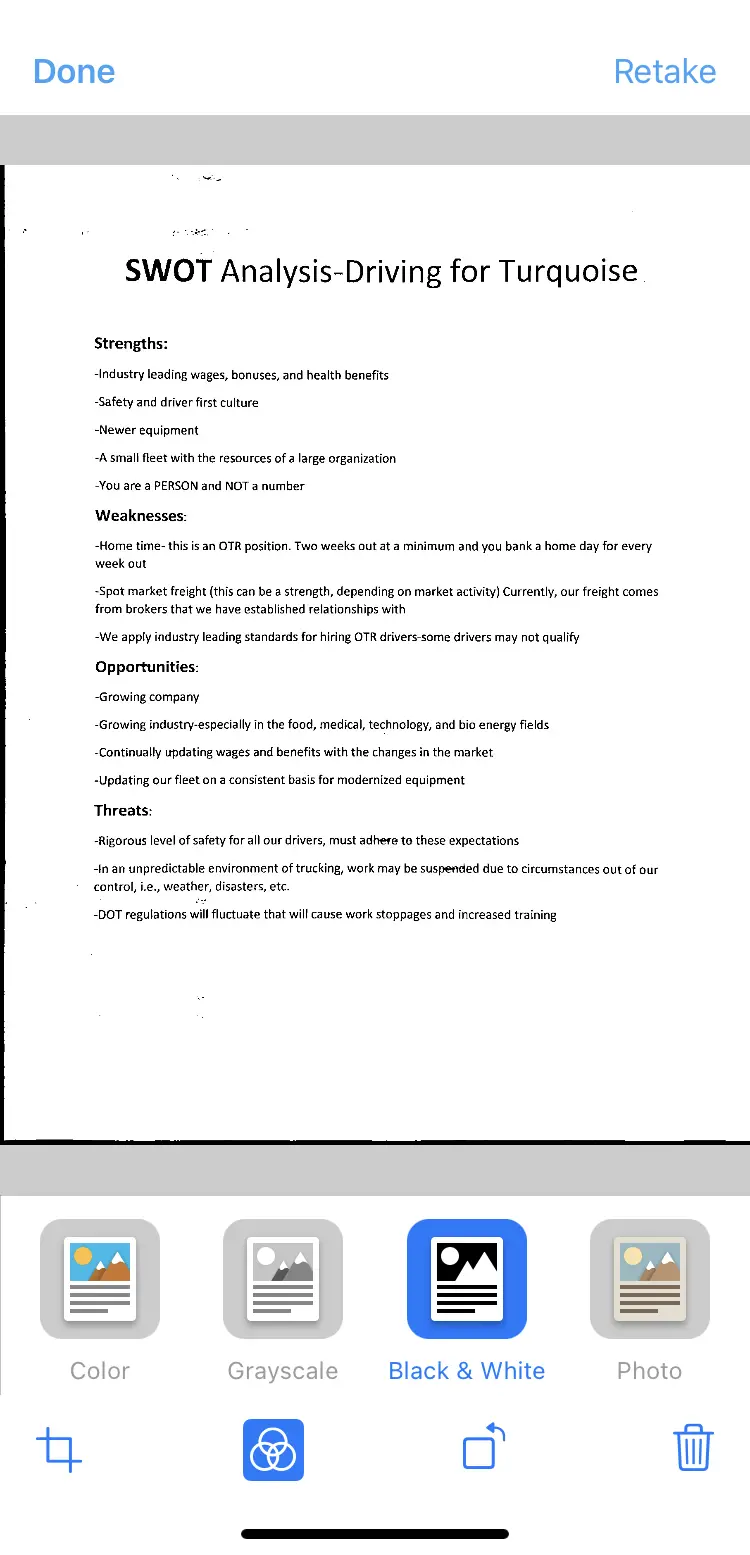 Done
Retake
SWOT Analysis-Driving for Turquoise
Strengths:
-Industry leading wages, bonuses, and health benefits
-Safety and driver first culture
-Newer equipment
-A small fleet with the resources of a large organization
-You are a PERSON and NOT a number
Weaknesses:
-Home time- this is an OTR position. Two weeks out at a minimum and you bank a home day for every
week out
-Spot market freight (this can be a strength, depending on market activity) Currently, our freight comes
from brokers that we have established relationships with
-We apply industry leading standards for hiring OTR drivers-some drivers may not qualify
Opportunities:
-Growing company
-Growing industry-especially in the food, medical, technology, and bio energy fields
-Continually updating wages and benefits with the changes in the market
-Updating our fleet on a consistent basis for modernized equipment
Threats:
-Rigorous level of safety for all our drivers, must adhere to these expectations
-In an unpredictable environment of trucking, work may be suspended due to circumstances out of our
control, i.e., weather, disasters, etc.
-DOT regulations will fluctuate that will cause work stoppages and increased training
Color
Grayscale
Black & White
Photo